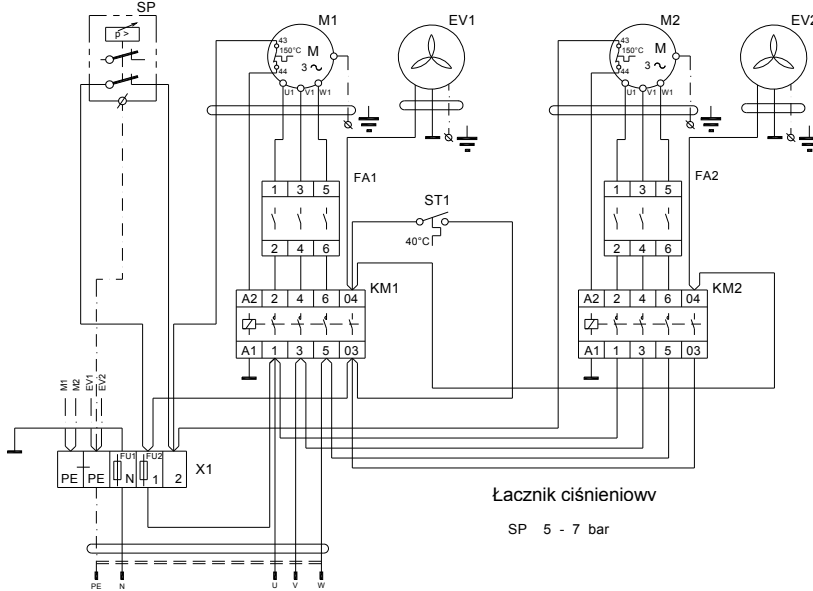 SP
p >
M1
43
150°C
M
3 ~
44
U1 V1 W1
EV1
M2
43
150°C
M
3 ~
44
U1 V1 W1
EV2
FA1
1 3 5
2 4 6
ST1
40°C
FA2
1 3 5
2 4 6
KM1
A2 2 4 6 04
A1 1 3 5 03
KM2
A2 2 4 6 04
A1 1 3 5 03
M1
M2
EV1
EV2
FU1 FU2
PE PE N 1 2
X1
Łacznik ciśnieniowv
SP 5 - 7 bar
PE N U V W